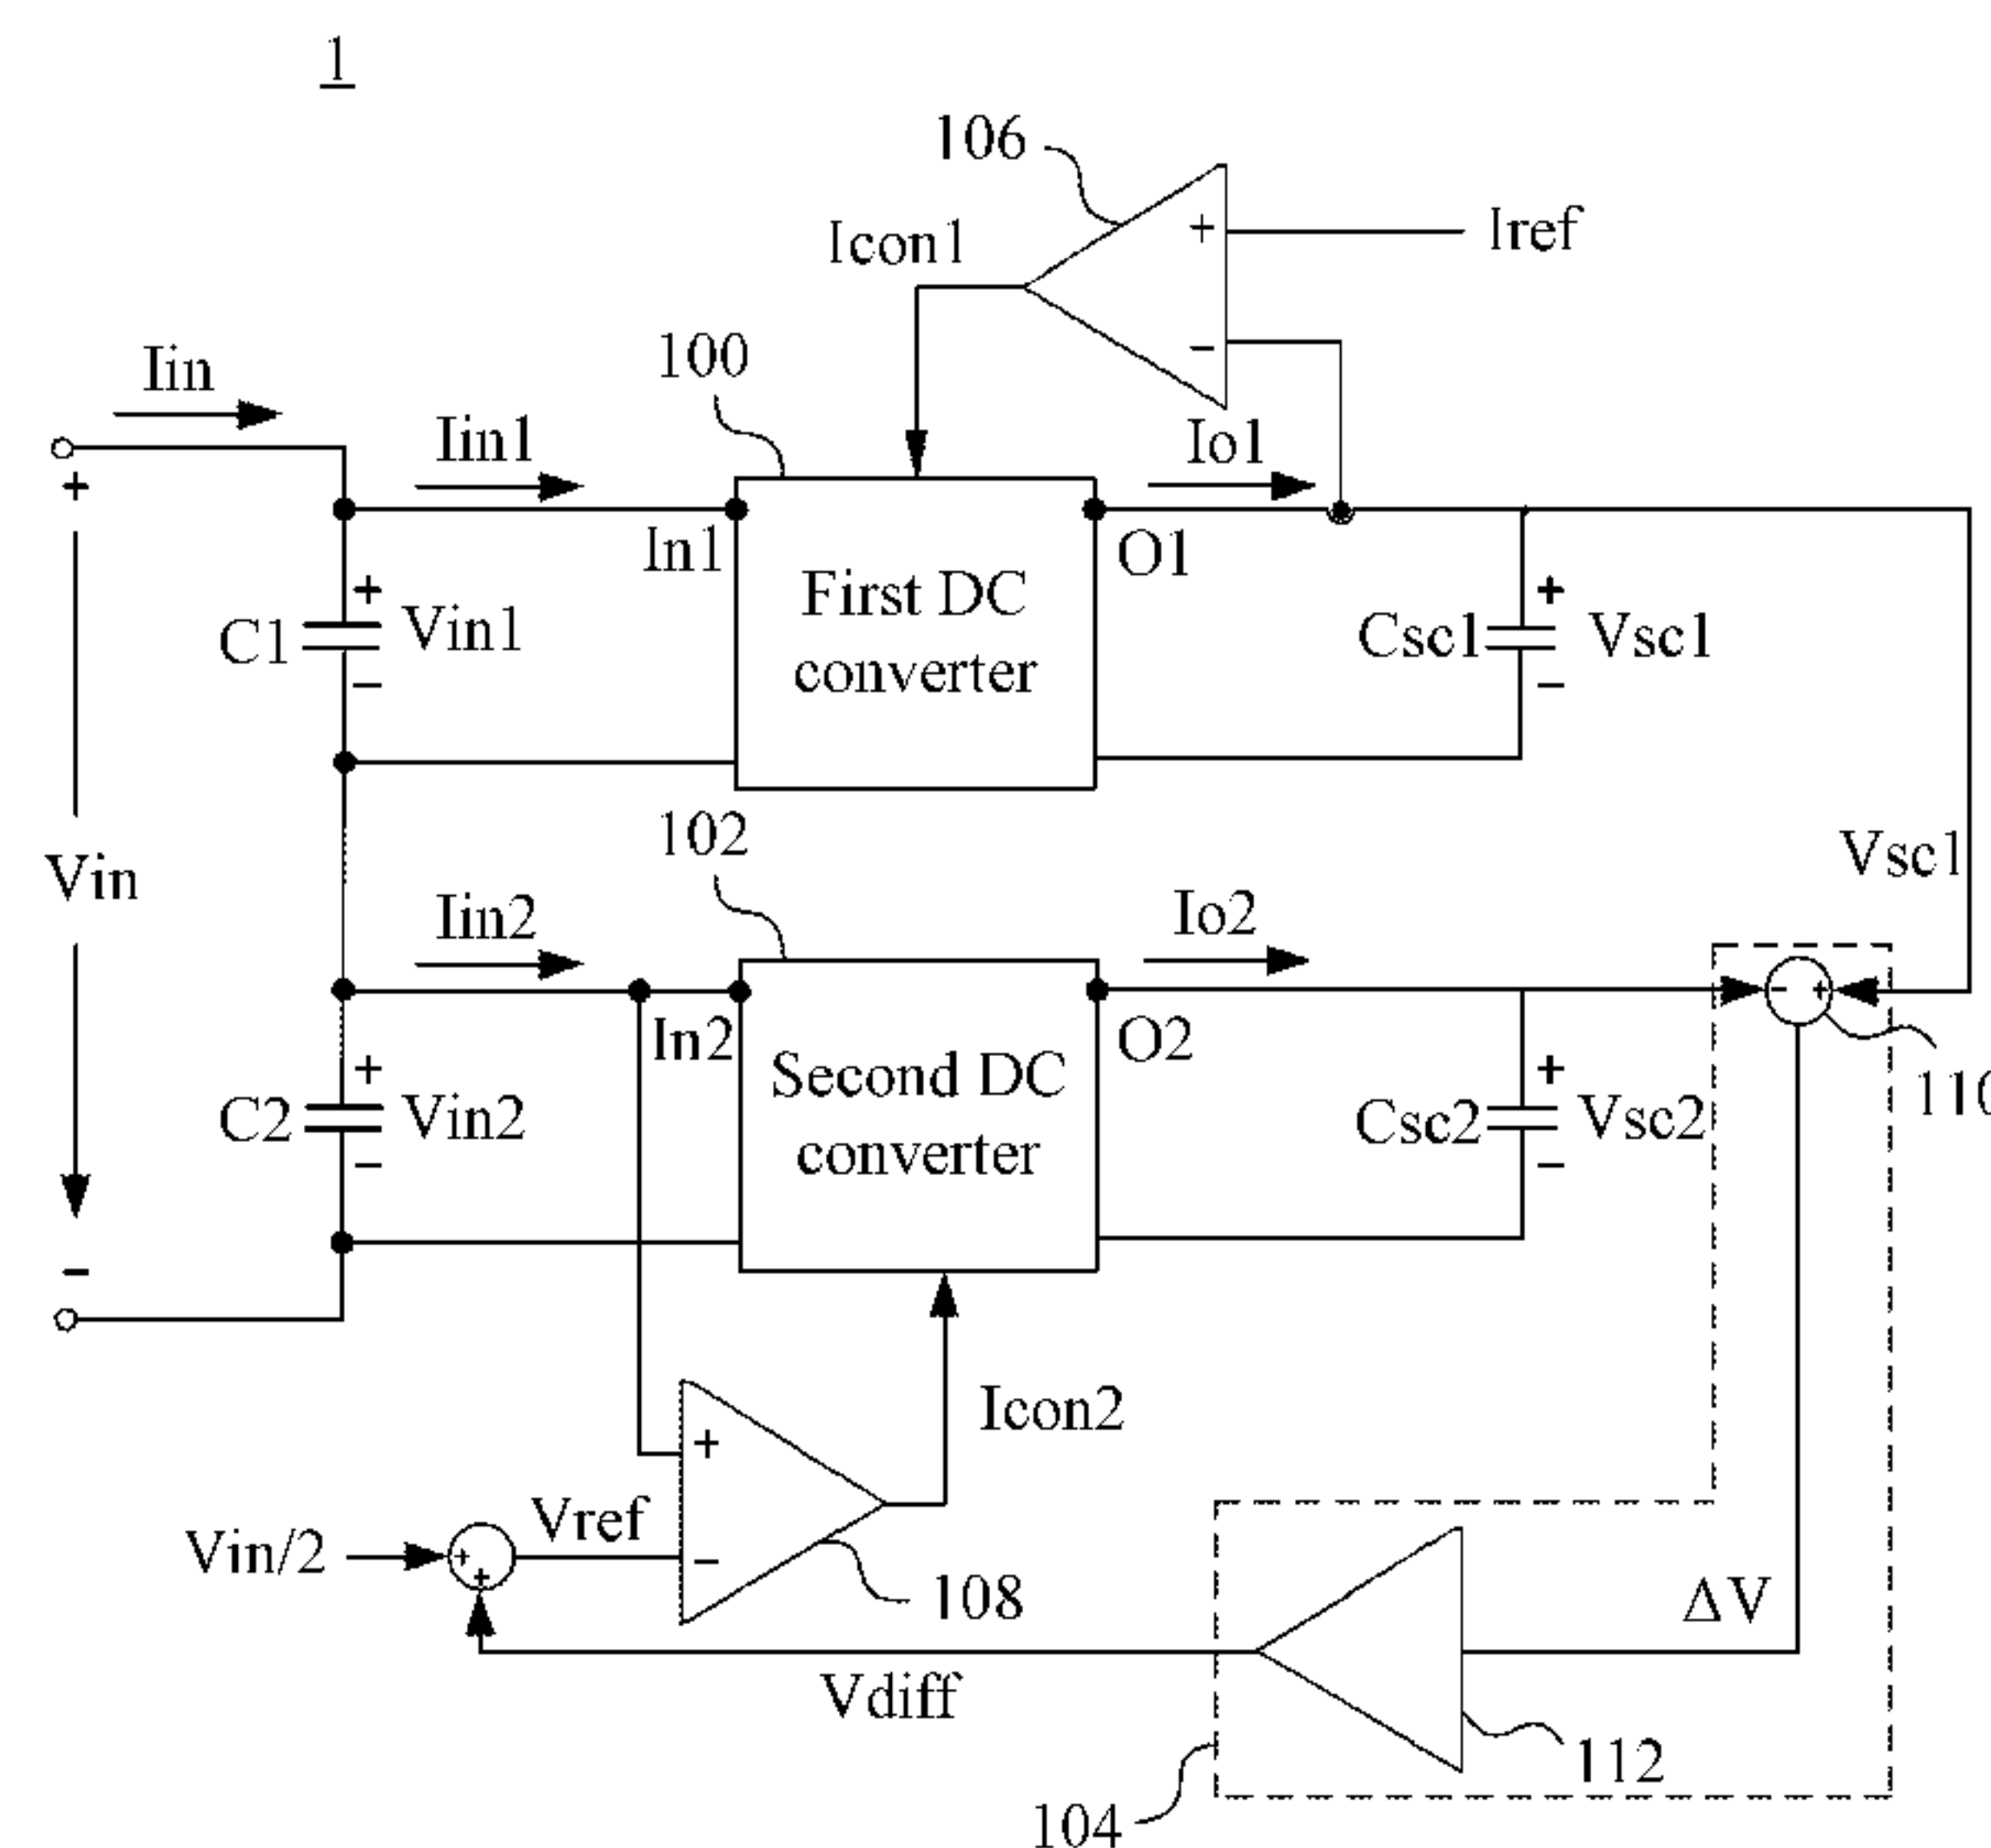 1
106
Icon1
+
Iref
−
Iin
100
Iin1
Io1
+
In1
O1
First DC
converter
C1
+
Vin1
−
Csc1
+
Vsc1
−
Vin
102
Vsc1
Iin2
Io2
- +
In2
O2
Second DC
converter
110
C2
+
Vin2
−
Csc2
+
Vsc2
−
−
Icon2
+
Vin/2
+
+
Vref
−
108
ΔV
Vdiff
112
104